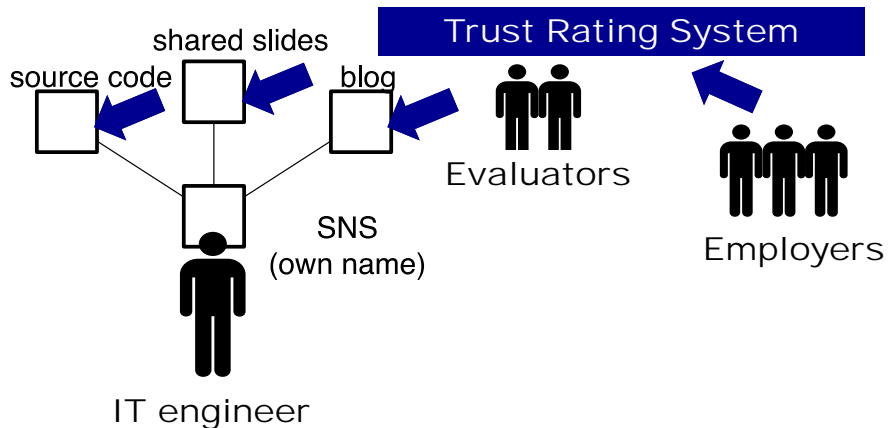 Trust Rating System
shared slides
source code
blog
Evaluators
SNS
(own name)
Employers
IT engineer